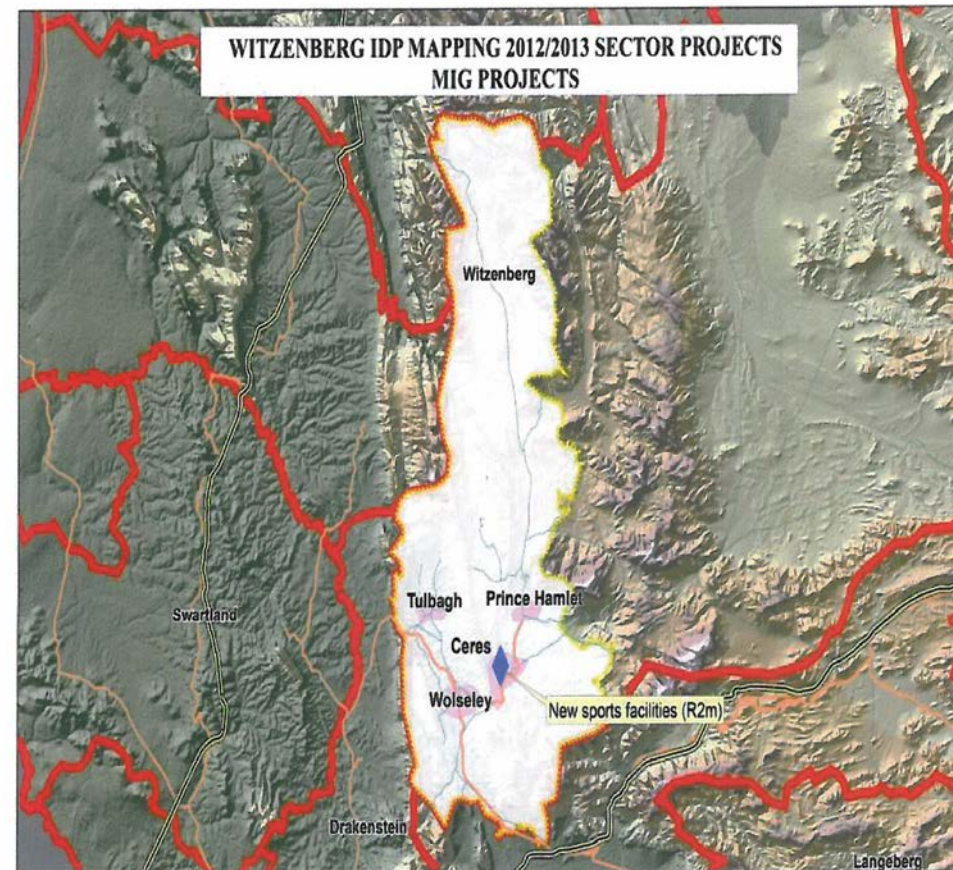 WITZENBERG IDP MAPPING 2012/2013 SECTOR PROJECTS
MIG PROJECTS
Witzenberg
Tulbagh
Prince Hamlet
Swartland
Ceres
Wolseley
New sports facilities (R2m)
Drakenstein
Langeberg